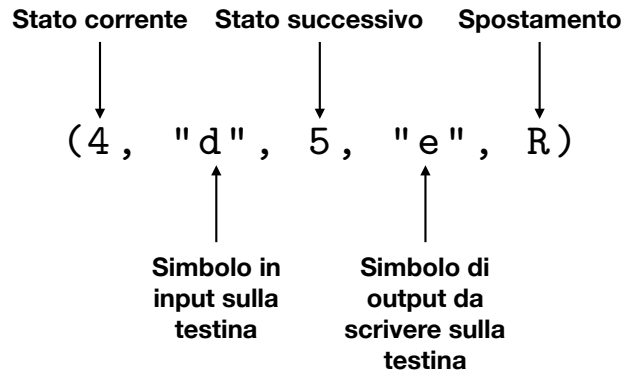 Stato corrente Stato successivo Spostamento
(4, "d", 5, "e", R)
Simbolo in
input sulla
testina
Simbolo di
output da
scrivere sulla
testina